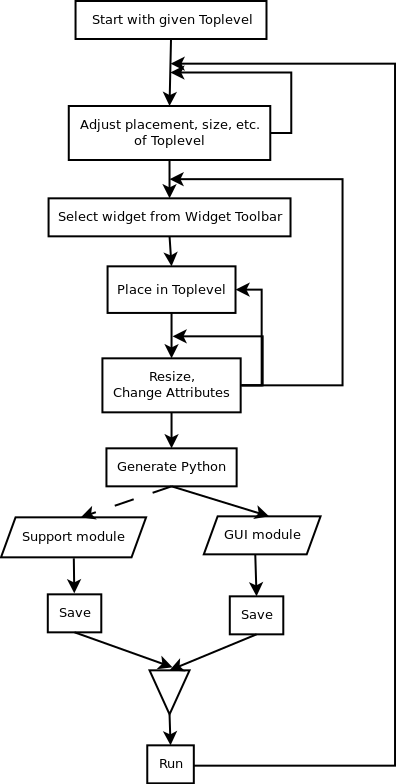 Start with given Toplevel
Adjust placement, size, etc.
of Toplevel
Select widget from Widget Toolbar
Place in Toplevel
Resize,
Change Attributes
Generate Python
Support module
GUI module
Save
Save
Run